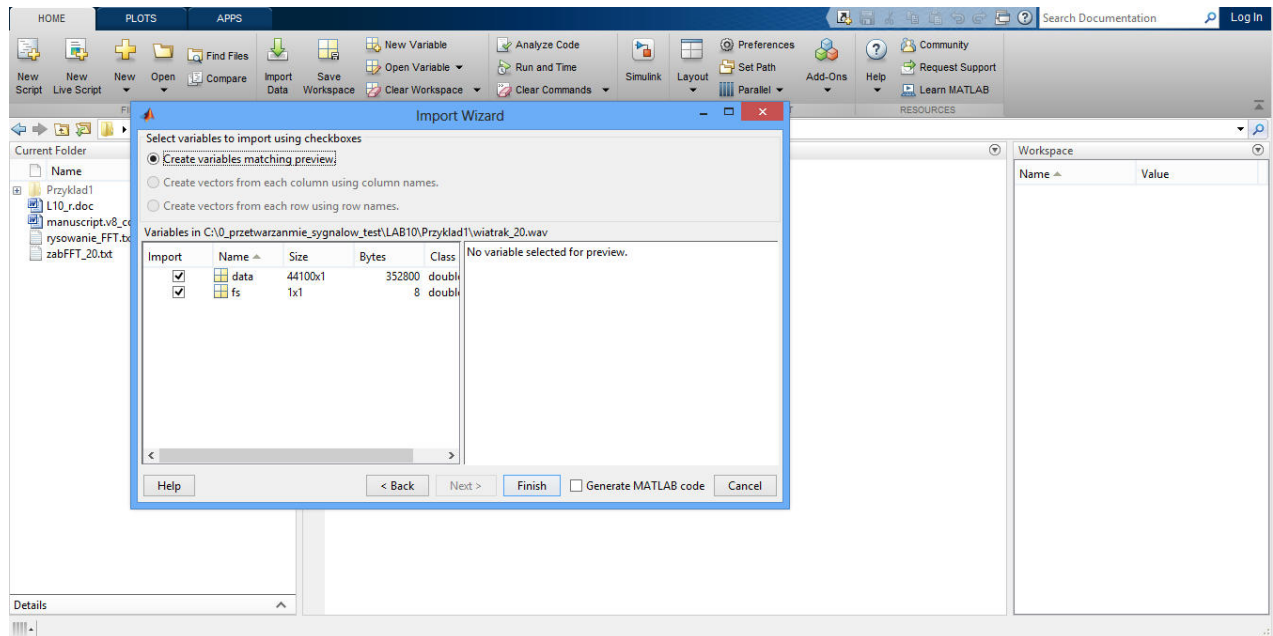 HOME PLOTS APPS Search Documentation Log In
New Script
New Live Script
New
Open
Find Files
Compare
Import Data
Save Workspace
New Variable
Open Variable
Clear Workspace
Analyze Code
Run and Time
Clear Commands
Simulink
Layout
Preferences
Set Path
Parallel
Add-Ons
Help
Community
Request Support
Learn MATLAB
RESOURCES
Import Wizard
Current Folder
Name
Przyklad1
L10_r.doc
manuscript.v8_c
rysowanie_FFT.tx
zabFFT_20.txt
Details
Select variables to import using checkboxes
Create variables matching preview.
Create vectors from each column using column names.
Create vectors from each row using row names.
Variables in C:\0_przetwarzanmie_sygnalow_test\LAB10\Przyklad1\wiatrak_20.wav
Import Name Size Bytes Class
data 44100x1 352800 double
fs 1x1 8 double
No variable selected for preview.
Help < Back Next > Finish Generate MATLAB code Cancel
Workspace
Name Value